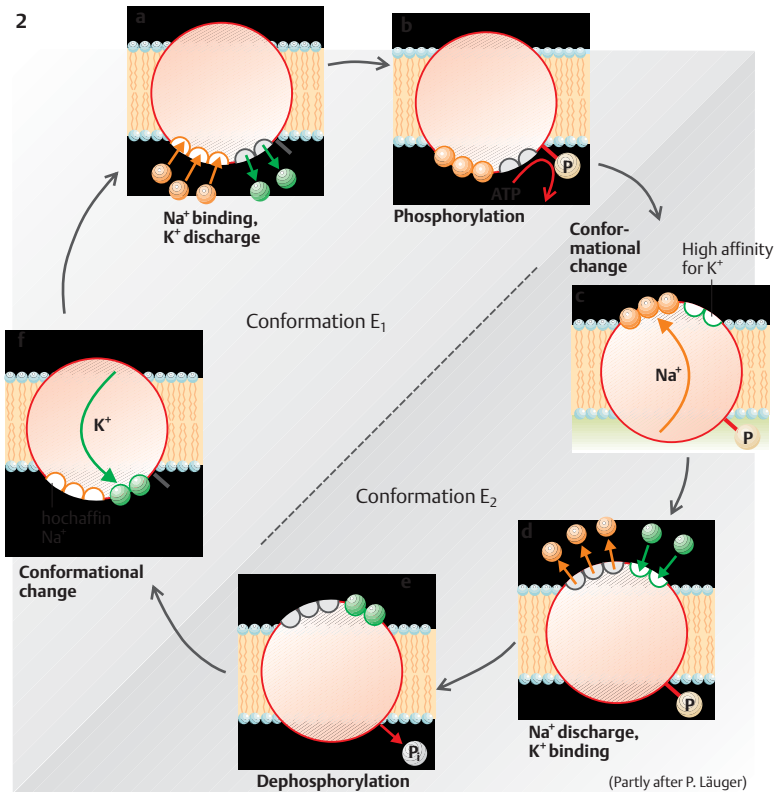 2
a
Na⁺ binding,
K⁺ discharge
b
P
ATP
Phosphorylation
Confor-
mational
change
High affinity
for K⁺
c
Na⁺
P
Conformation E₁
f
K⁺
hochaffin
Na⁺
Conformational
change
Conformation E₂
d
P
Na⁺ discharge,
K⁺ binding
e
Pᵢ
Dephosphorylation
(Partly after P. Läuger)